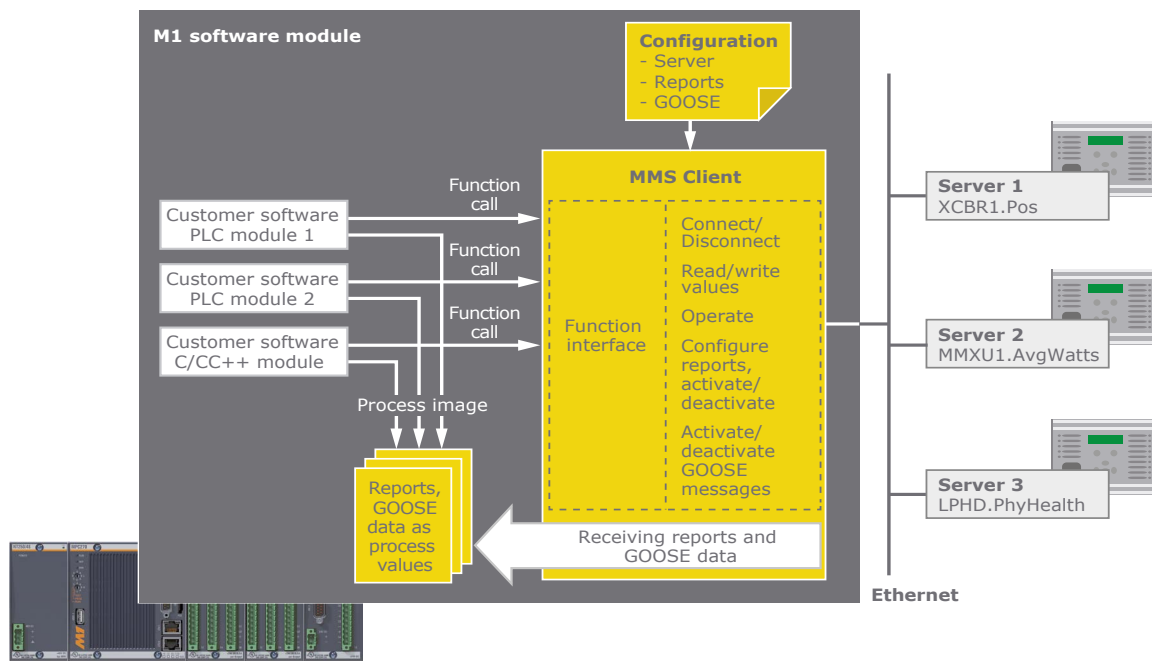 M1 software module
Configuration
- Server
- Reports
- GOOSE
MMS Client
Function
call
Customer software
PLC module 1
Function
call
Customer software
PLC module 2
Function
call
Customer software
C/CC++ module
Function
interface
Connect/
Disconnect
Read/write
values
Operate
Configure
reports,
activate/
deactivate
Activate/
deactivate
GOOSE
messages
Process image
Reports,
GOOSE
data as
process
values
Receiving reports and
GOOSE data
Server 1
XCBR1.Pos
Server 2
MMXU1.AvgWatts
Server 3
LPHD.PhyHealth
Ethernet